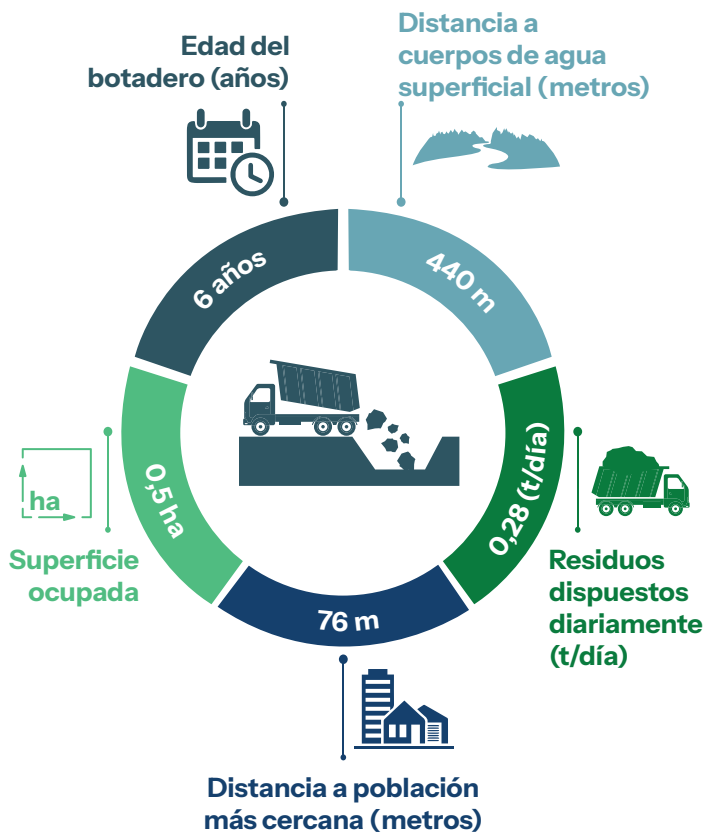 Edad del
botadero (años)
Distancia a
cuerpos de agua
superficial (metros)
6 años
440 m
0,5 ha
0,28 (t/día)
76 m
ha
Superficie
ocupada
Residuos
dispuestos
diariamente
(t/día)
Distancia a población
más cercana (metros)